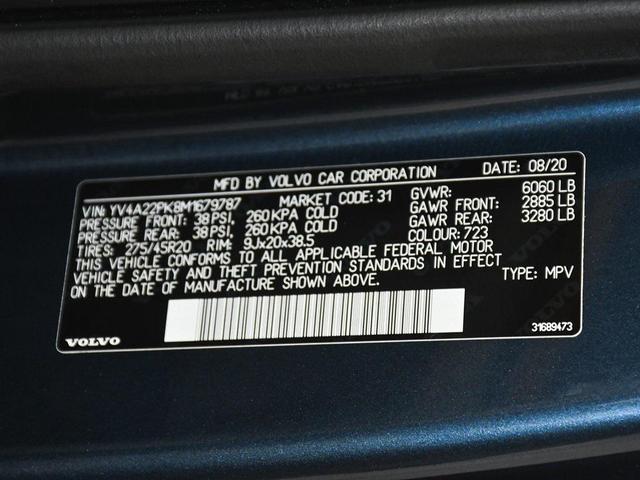 MFD BY VOLVO CAR CORPORATION DATE: 08/20
VIN: YV4A22PK8M1679787 MARKET CODE: 31 GVWR: 6060 LB
PRESSURE FRONT: 38 PSI, 260 KPA COLD GAWR FRONT: 2885 LB
PRESSURE REAR: 38 PSI, 260 KPA COLD GAWR REAR: 3280 LB
TIRES: 275/45R20 RIM: 9Jx20x38.5 COLOUR: 723
THIS VEHICLE CONFORMS TO ALL APPLICABLE FEDERAL MOTOR
VEHICLE SAFETY AND THEFT PREVENTION STANDARDS IN EFFECT
ON THE DATE OF MANUFACTURE SHOWN ABOVE. TYPE: MPV
VOLVO 31689473